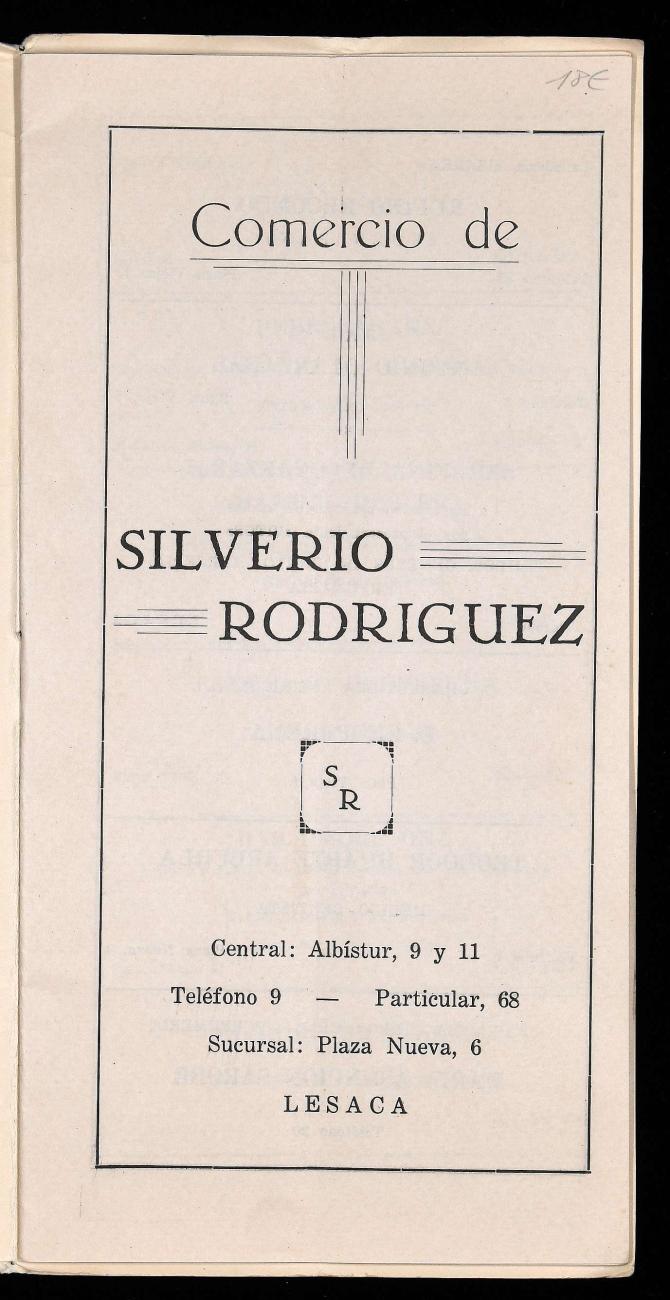 18€
Comercio de
SILVERIO
RODRIGUEZ
S
R
Central: Albístur, 9 y 11
Teléfono 9 — Particular, 68
Sucursal: Plaza Nueva, 6
LESACA